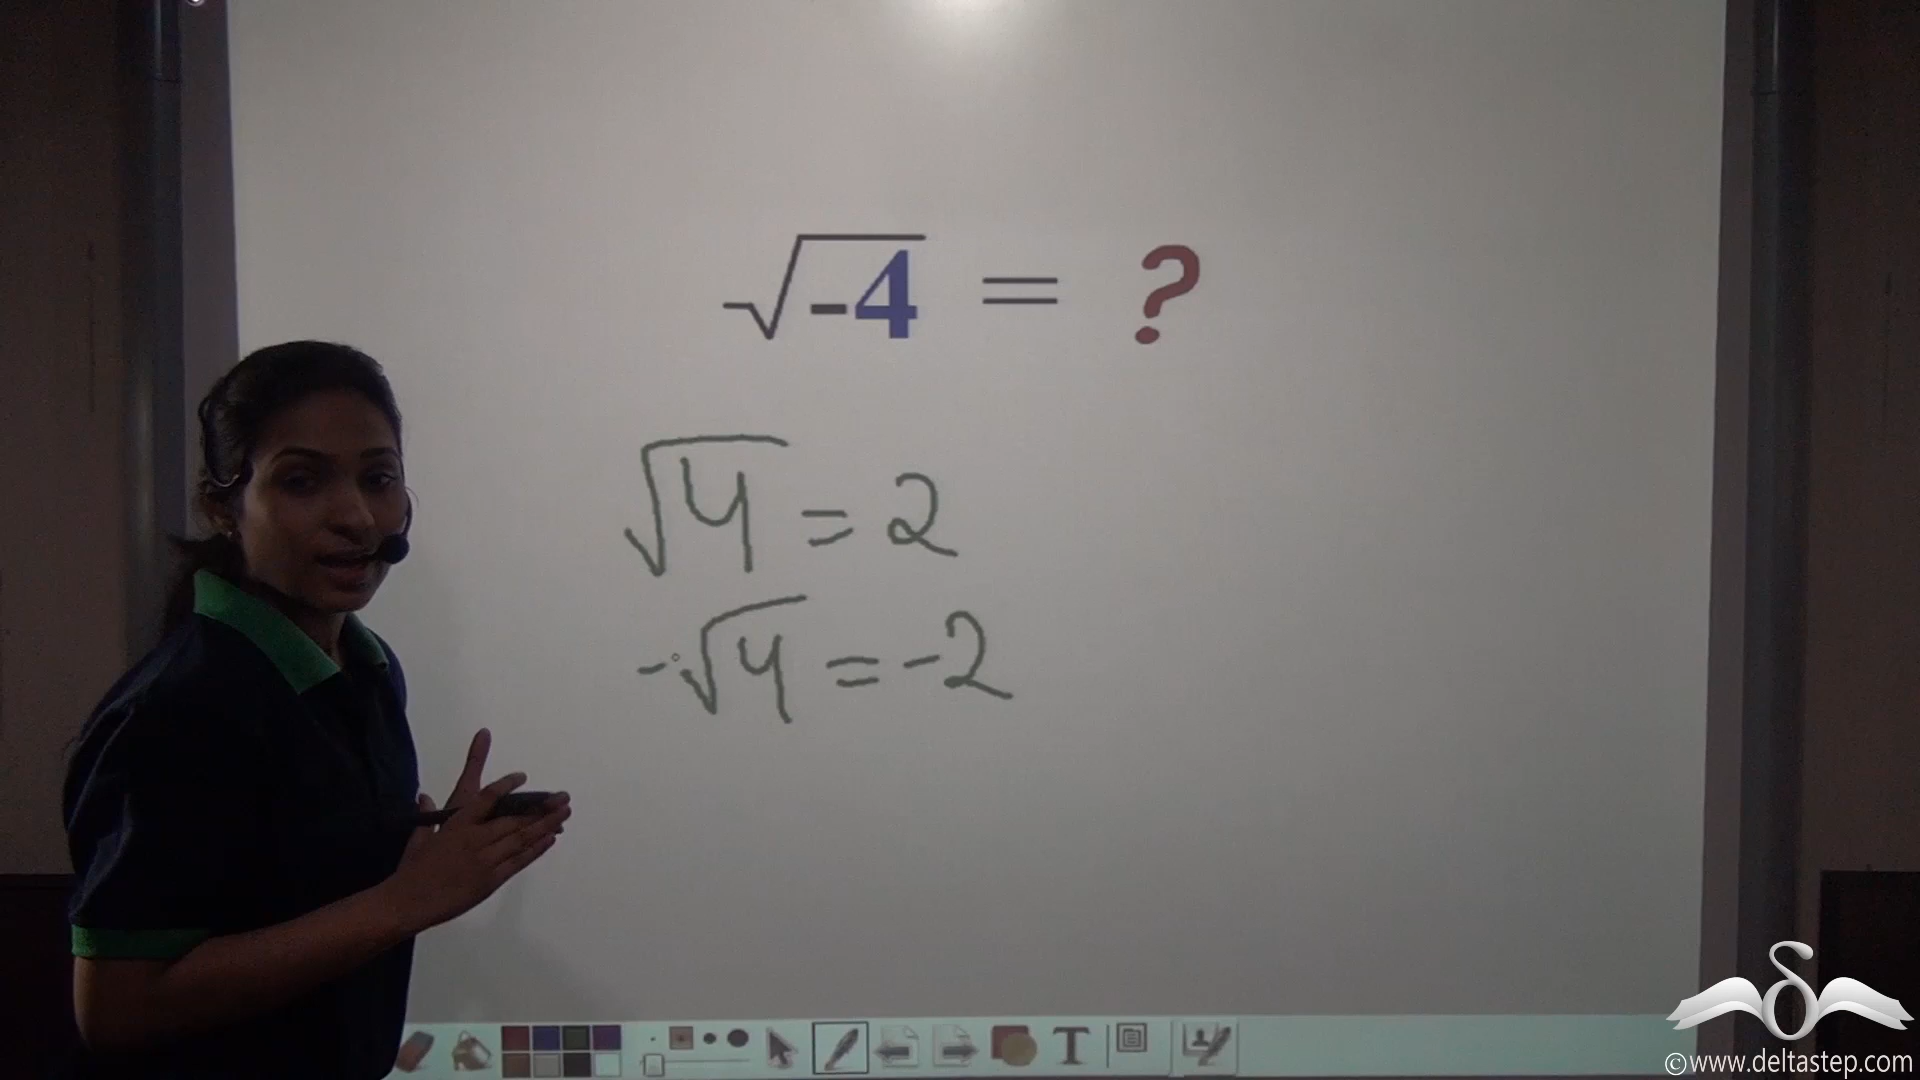 √-4 = ?
√4 = 2
-√4 = -2
T
©www.deltastep.com